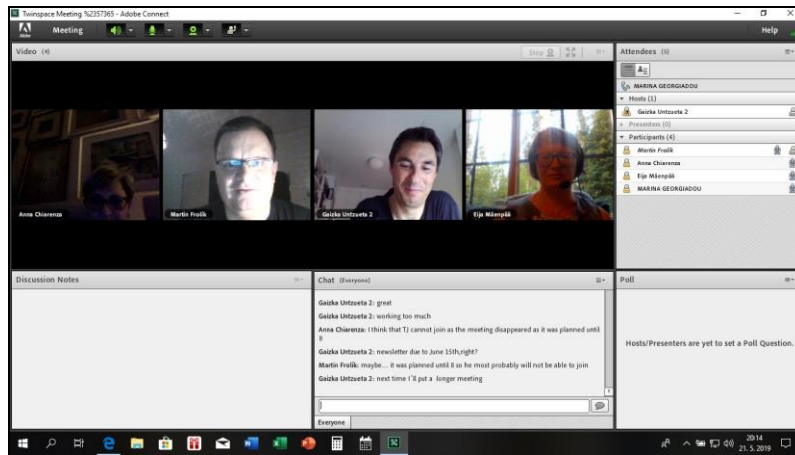 Twinspace Meeting %2357365 - Adobe Connect
Adobe
Meeting
Help
Video (4)
Stop
Anna Chiarenza
Martin Frolík
Gaizka Untzueta 2
Eija Mäenpää
Attendees (5)
MARINA GEORGIADOU
Hosts (1)
Gaizka Untzueta 2
Presenters (0)
Participants (4)
Martin Frolík
Anna Chiarenza
Eija Mäenpää
MARINA GEORGIADOU
Discussion Notes
Chat (Everyone)
Gaizka Untzueta 2: great
Gaizka Untzueta 2: working too much
Anna Chiarenza: I think that TJ cannot join as the meeting disappeared as it was planned until
8
Gaizka Untzueta 2: newsletter due to June 15th,right?
Martin Frolík: maybe... it was planned until 8 so he most probably will not be able to join
Gaizka Untzueta 2: next time I´ll put a longer meeting
Everyone
Poll
Hosts/Presenters are yet to set a Poll Question.
20:14
21. 5. 2019